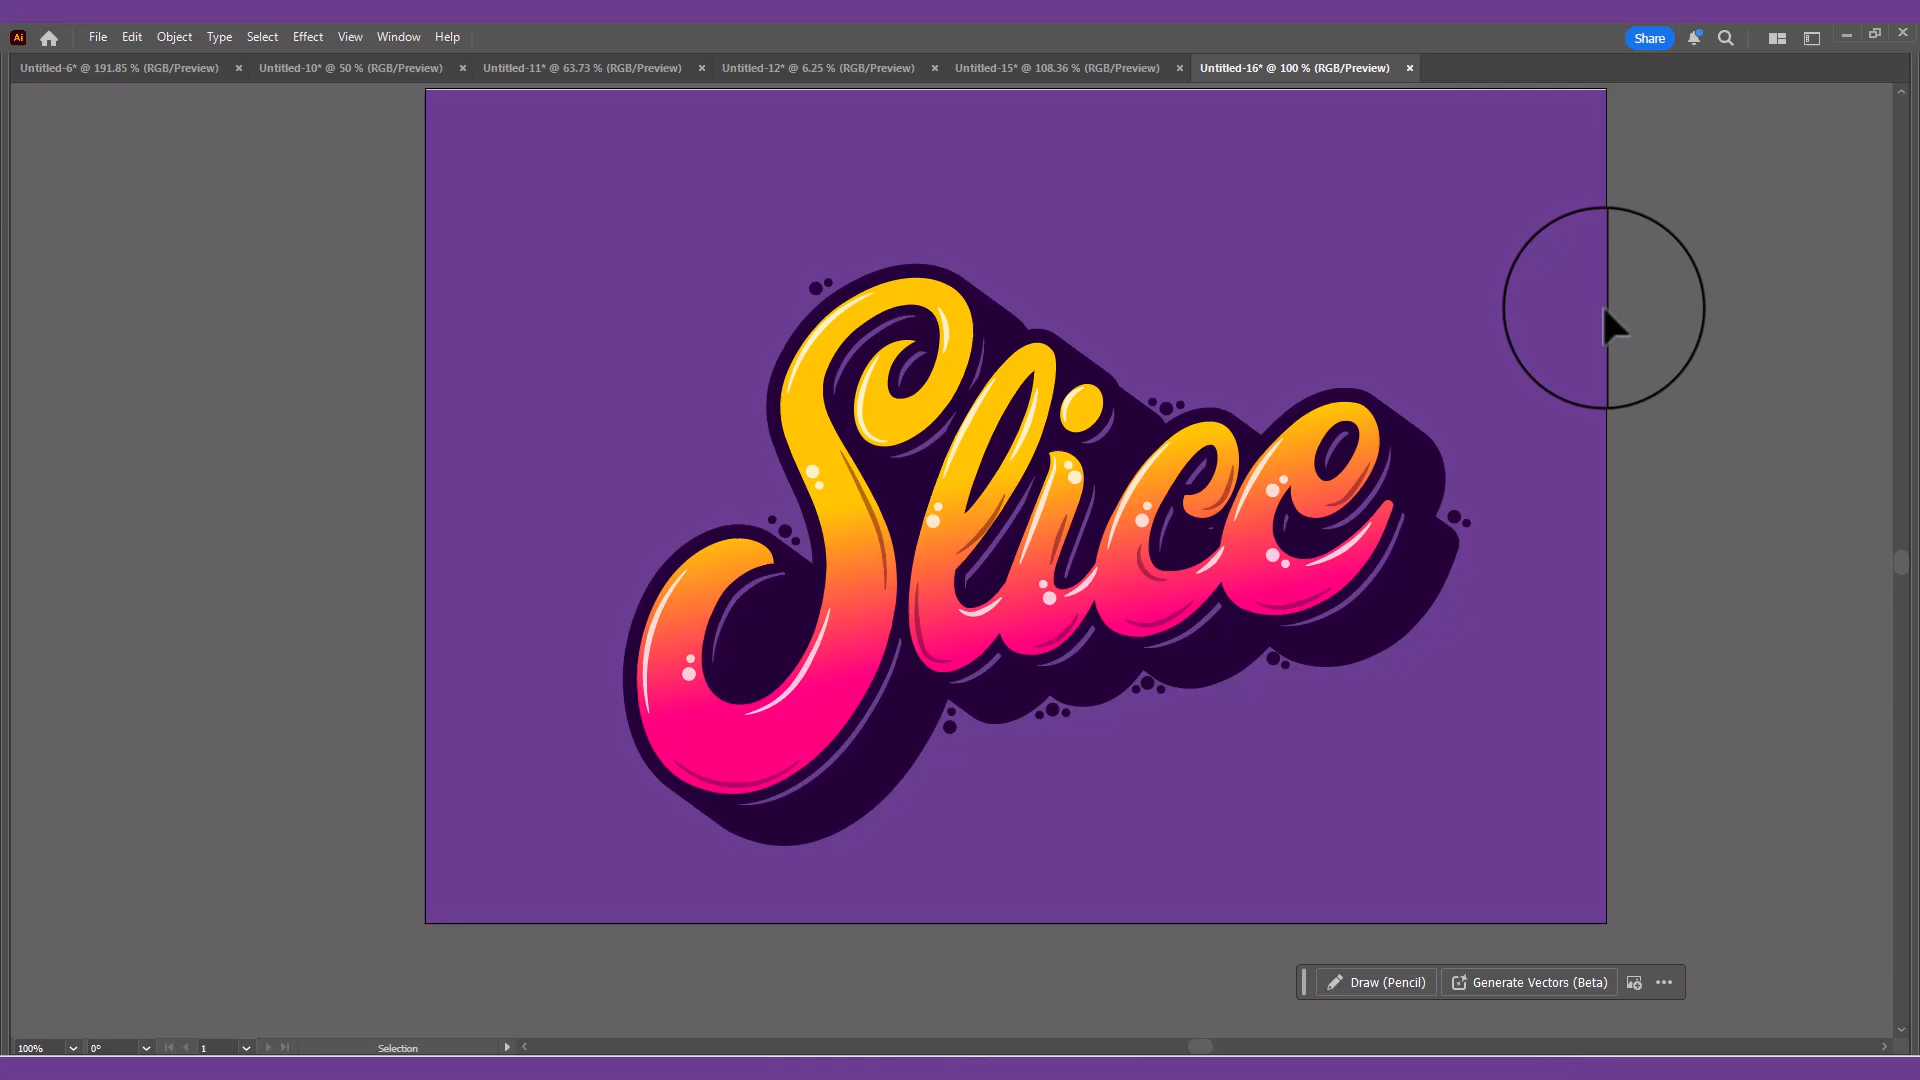 Ai File Edit Object Type Select Effect View Window Help Share
Untitled-6* @ 191.85 % (RGB/Preview) Untitled-10* @ 50 % (RGB/Preview) Untitled-11* @ 63.73 % (RGB/Preview) Untitled-12* @ 6.25 % (RGB/Preview) Untitled-15* @ 108.36 % (RGB/Preview) Untitled-16* @ 100 % (RGB/Preview)
Slice
Draw (Pencil) Generate Vectors (Beta)
100% 0° 1 Selection